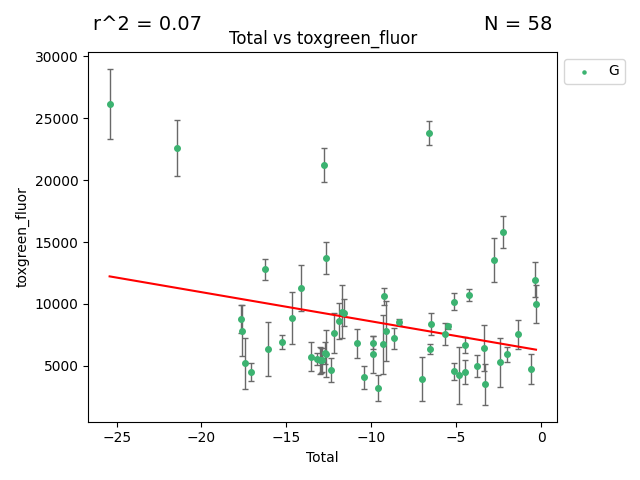 r^2 = 0.07
N = 58
Total vs toxgreen_fluor
G
30000
25000
20000
15000
10000
5000
toxgreen_fluor
−25
−20
−15
−10
−5
0
Total